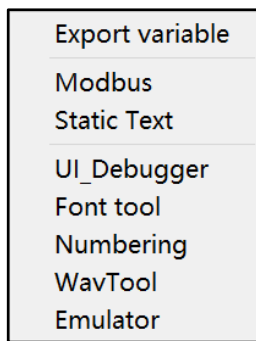 Export variable
Modbus
Static Text
UI_Debugger
Font tool
Numbering
WavTool
Emulator